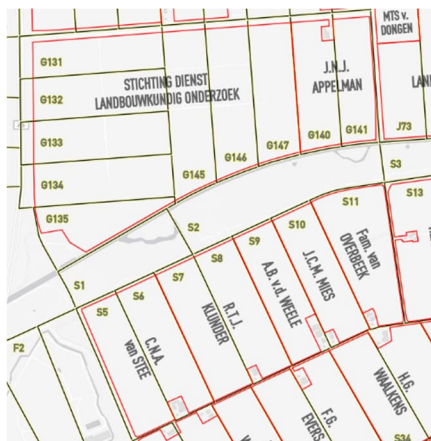 MTS v.
DONGEN
G131
STICHTING DIENST
LANDBOUWKUNDIG ONDERZOEK
J.N.J.
APPELMAN
G132
G133
G134
G135
G145
G146
G147
G140
G141
J73
S3
S1
S2
S5
S6
S7
S8
S9
S10
S11
S13
C.N.A.
van STEE
R.T.J.
KLIJNDER
A.B. v.d. WEELE
J.C.M. MIES
Fam. van
OVERBEEK
F2
F.G.
EVERS
H.G.
WAALKENS
S34